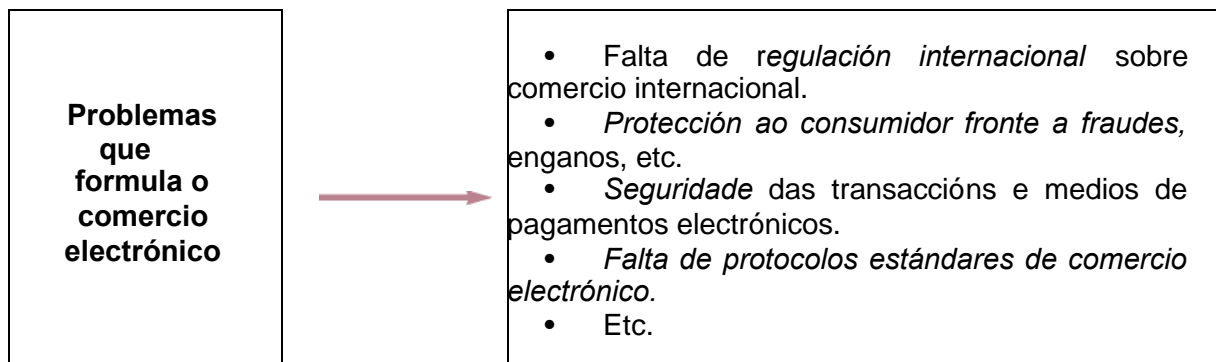 Problemas
que
formula o
comercio
electrónico
• Falta de regulación internacional sobre
comercio internacional.
• Protección ao consumidor fronte a fraudes,
enganos, etc.
• Seguridade das transaccións e medios de
pagamentos electrónicos.
• Falta de protocolos estándares de comercio
electrónico.
• Etc.